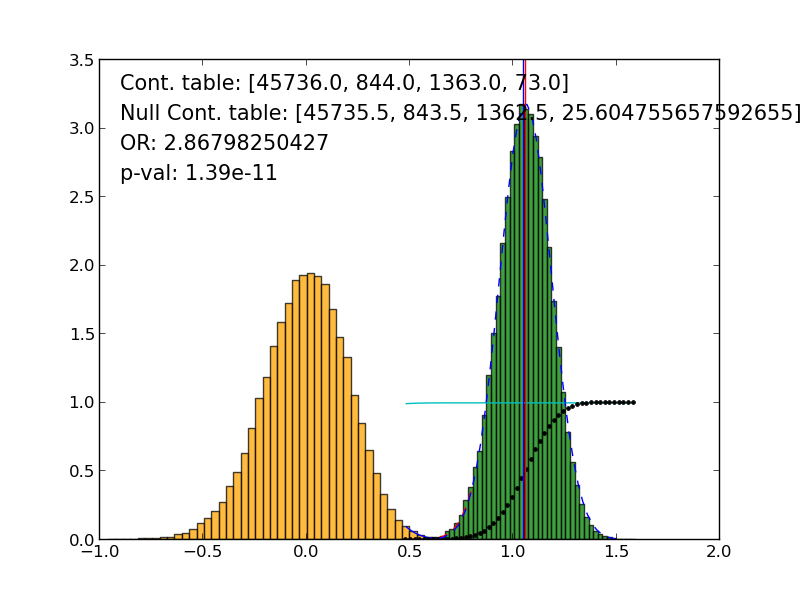 Cont. table: [45736.0, 844.0, 1363.0, 73.0]
Null Cont. table: [45735.5, 843.5, 1362.5, 25.604755657592655]
OR: 2.86798250427
p-val: 1.39e-11
3.5
3.0
2.5
2.0
1.5
1.0
0.5
0.0
−1.0 −0.5 0.0 0.5 1.0 1.5 2.0